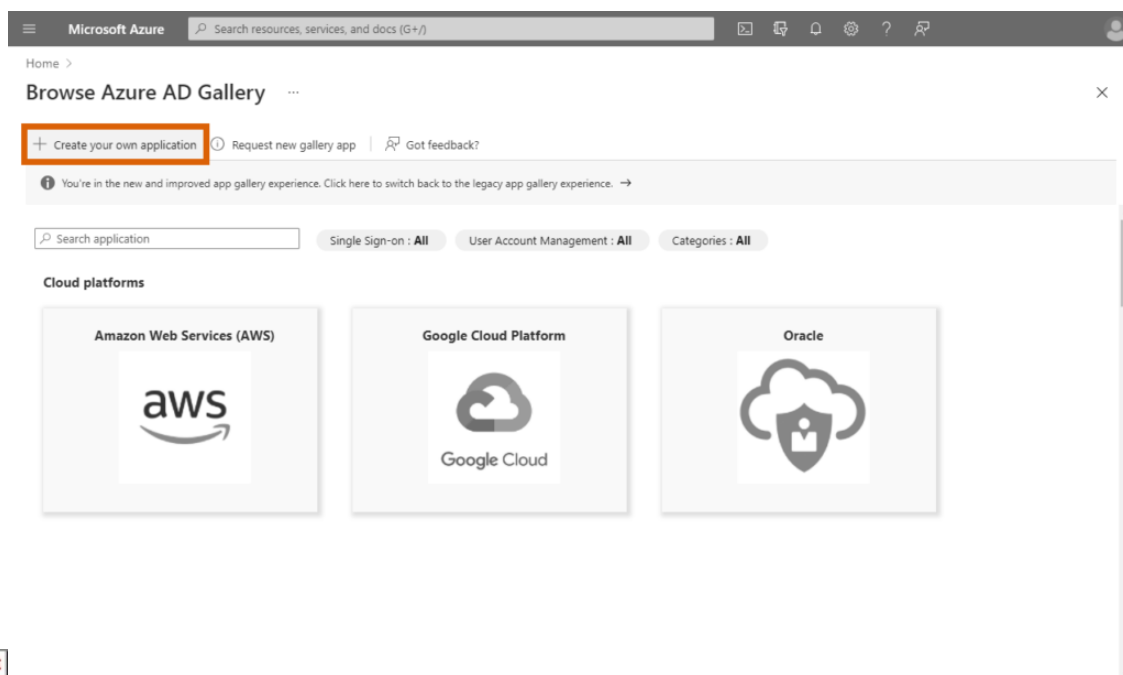 Microsoft Azure
Search resources, services, and docs (G+/)
Home >
Browse Azure AD Gallery ...
+ Create your own application
Request new gallery app
Got feedback?
You're in the new and improved app gallery experience. Click here to switch back to the legacy app gallery experience. →
Search application
Single Sign-on : All
User Account Management : All
Categories : All
Cloud platforms
Amazon Web Services (AWS)
Google Cloud Platform
Oracle
aws
Google Cloud